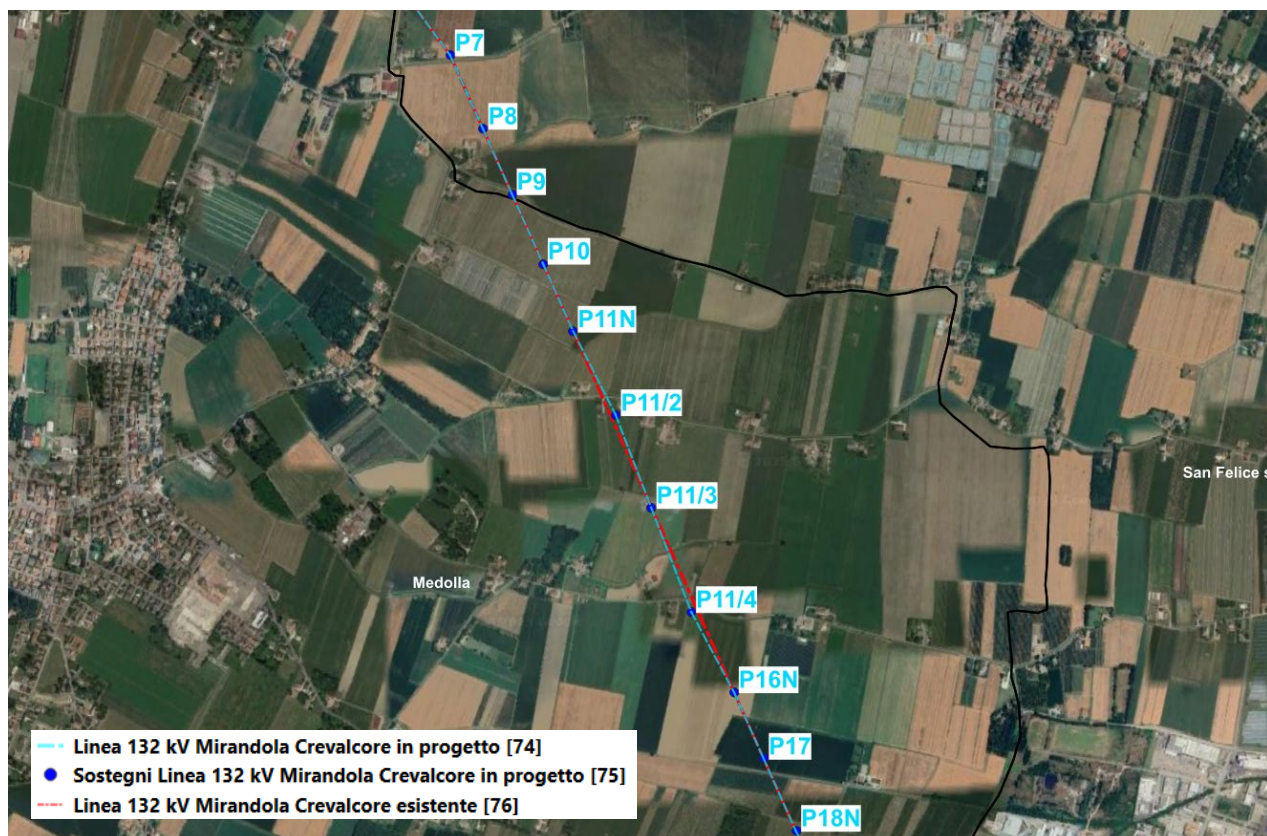 P7
P8
P9
P10
P11N
P11/2
P11/3
San Felice s
Medolla
P11/4
P16N
P17
P18N
Linea 132 kV Mirandola Crevalcore in progetto [74]
Sostegni Linea 132 kV Mirandola Crevalcore in progetto [75]
Linea 132 kV Mirandola Crevalcore esistente [76]